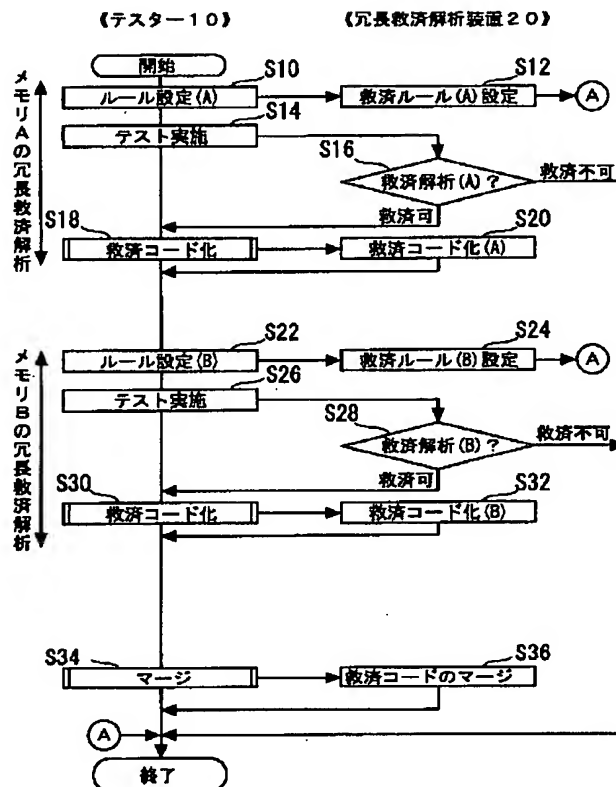 《テスター10》
《冗長救済解析装置20》
開始
S10
S12
ルール設定(A)
救済ルール(A)設定
A
S14
テスト実施
S16
救済解析(A)?
救済不可
救済可
S18
S20
救済コード化
救済コード化(A)
メモリAの冗長救済解析
S22
S24
ルール設定(B)
救済ルール(B)設定
A
S26
テスト実施
S28
救済解析(B)?
救済不可
救済可
S30
S32
救済コード化
救済コード化(B)
メモリBの冗長救済解析
S34
S36
マージ
救済コードのマージ
A
終了